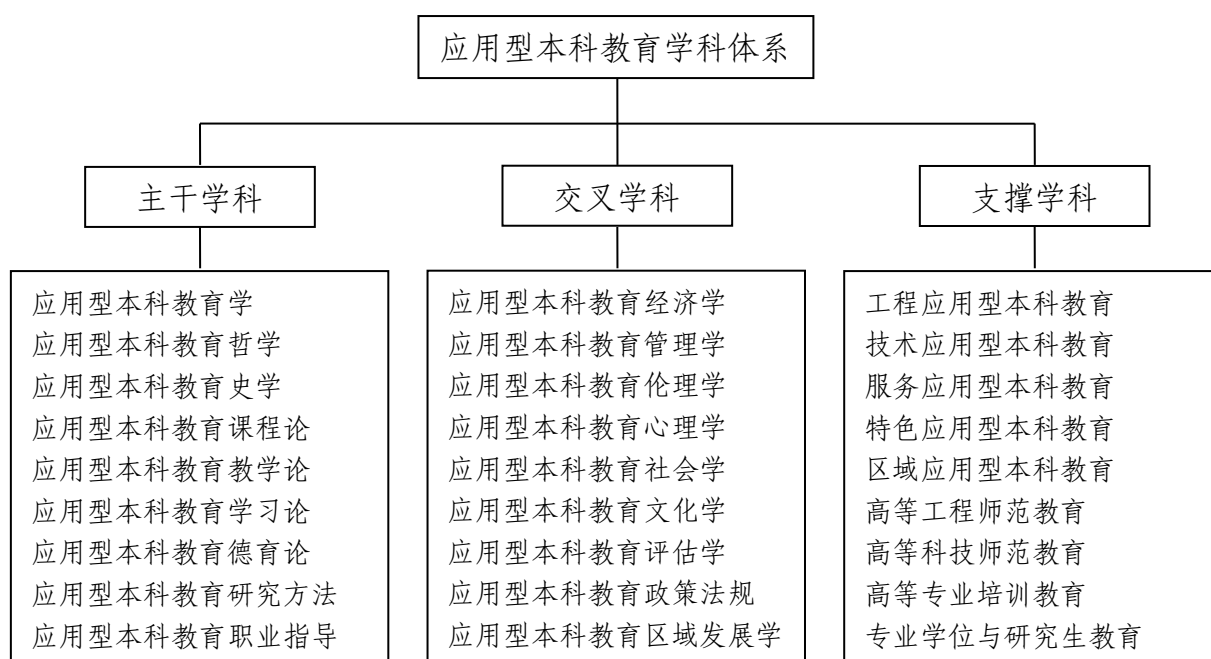 应用型本科教育学科体系
主干学科
交叉学科
支撑学科
应用型本科教育学
应用型本科教育哲学
应用型本科教育史学
应用型本科教育课程论
应用型本科教育教学论
应用型本科教育学习论
应用型本科教育德育论
应用型本科教育研究方法
应用型本科教育职业指导
应用型本科教育经济学
应用型本科教育管理学
应用型本科教育伦理学
应用型本科教育心理学
应用型本科教育社会学
应用型本科教育文化学
应用型本科教育评估学
应用型本科教育政策法规
应用型本科教育区域发展学
工程应用型本科教育
技术应用型本科教育
服务应用型本科教育
特色应用型本科教育
区域应用型本科教育
高等工程师范教育
高等科技师范教育
高等专业培训教育
专业学位与研究生教育